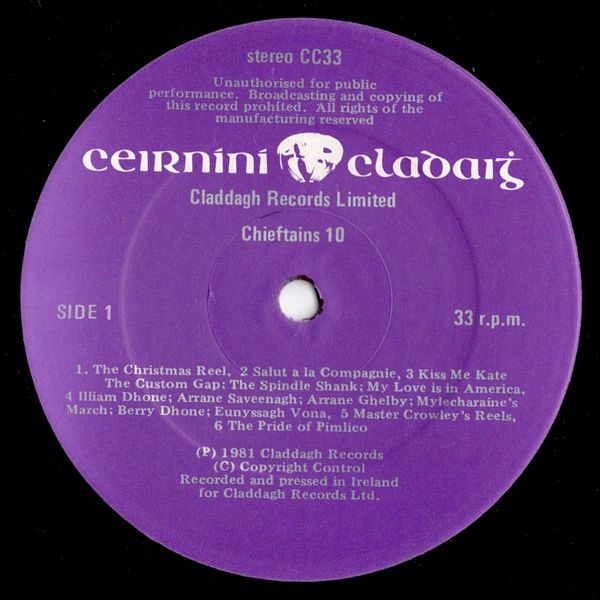 stereo CC33
Unauthorised for public
performance. Broadcasting and copying of
this record prohited. All rights of the
manufacturing reserved
ceirníní cladaiġ
Claddagh Records Limited
Chieftains 10
SIDE 1
33 r.p.m.
1. The Christmas Reel, 2 Salut a la Compagnie, 3 Kiss Me Kate
The Custom Gap; The Spindle Shank; My Love is in America,
4 Illiam Dhone; Arrane Saveenagh; Arrane Ghelby; Mylecharaine's
March; Berry Dhone; Eunyssagh Vona, 5 Master Crowley's Reels,
6 The Pride of Pimlico
(P) 1981 Claddagh Records
(C) Copyright Control
Recorded and pressed in Ireland
for Claddagh Records Ltd.